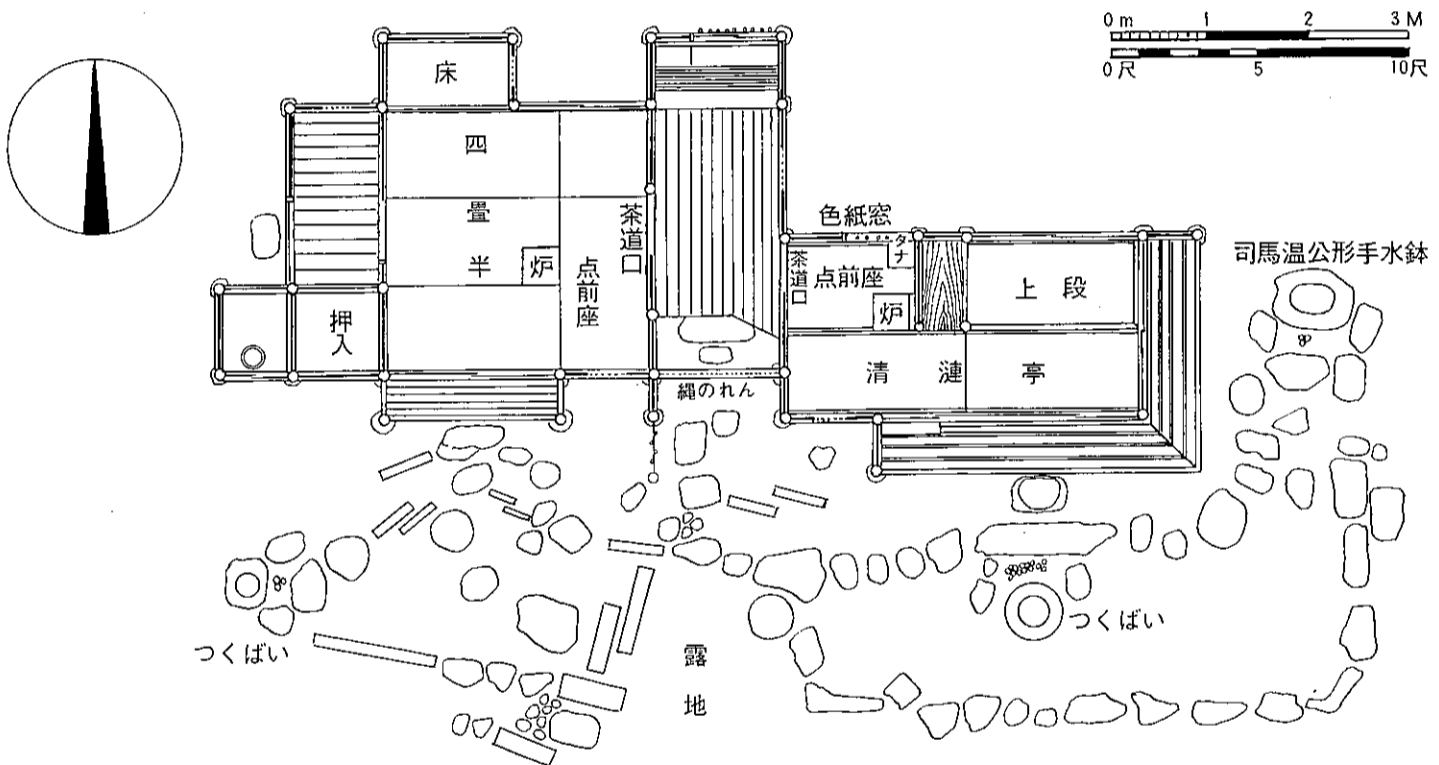 0 m 1 2 3 M
0 尺 5 10尺
床
四畳半
炉
点前座
茶道口
押入
縄のれん
色紙窓
タナ
茶道口
点前座
炉
上段
清漣亭
司馬温公形手水鉢
つくばい
つくばい
露地